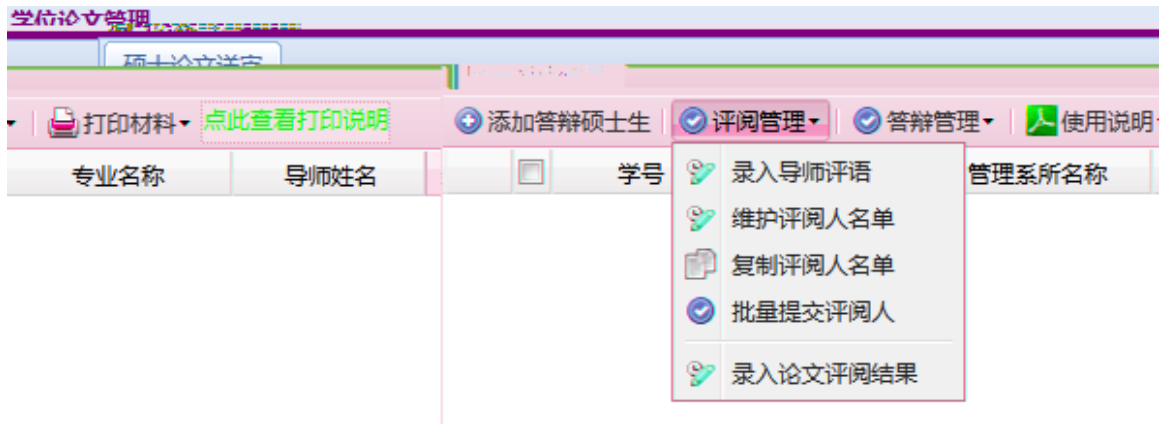 学位论文管理
硕士论文送审
打印材料 点此查看打印说明 添加答辩硕士生 评阅管理 答辩管理 使用说明
专业名称 导师姓名 学号 管理系所名称
录入导师评语
维护评阅人名单
复制评阅人名单
批量提交评阅人
录入论文评阅结果